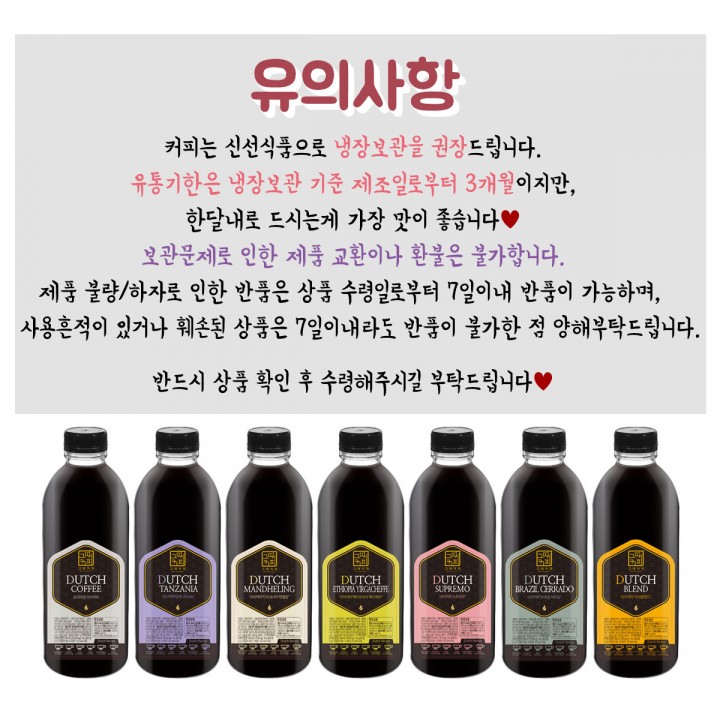 유의사항
커피는 신선식품으로 냉장보관을 권장드립니다.
유통기한은 냉장보관 기준 제조일로부터 3개월이지만,
한달내로 드시는게 가장 맛이 좋습니다♥
보관문제로 인한 제품 교환이나 환불은 불가합니다.
제품 불량/하자로 인한 반품은 상품 수령일로부터 7일이내 반품이 가능하며,
사용흔적이 있거나 훼손된 상품은 7일이내라도 반품이 불가한 점 양해부탁드립니다.
반드시 상품 확인 후 수령해주시길 부탁드립니다♥
DUTCH
COFFEE
DUTCH
TANZANIA
DUTCH
MANDHELING
DUTCH
ETHIOPIA YIRGACHEFFE
DUTCH
SUPREMO
DUTCH
BRAZIL CERRADO
DUTCH
BLEND